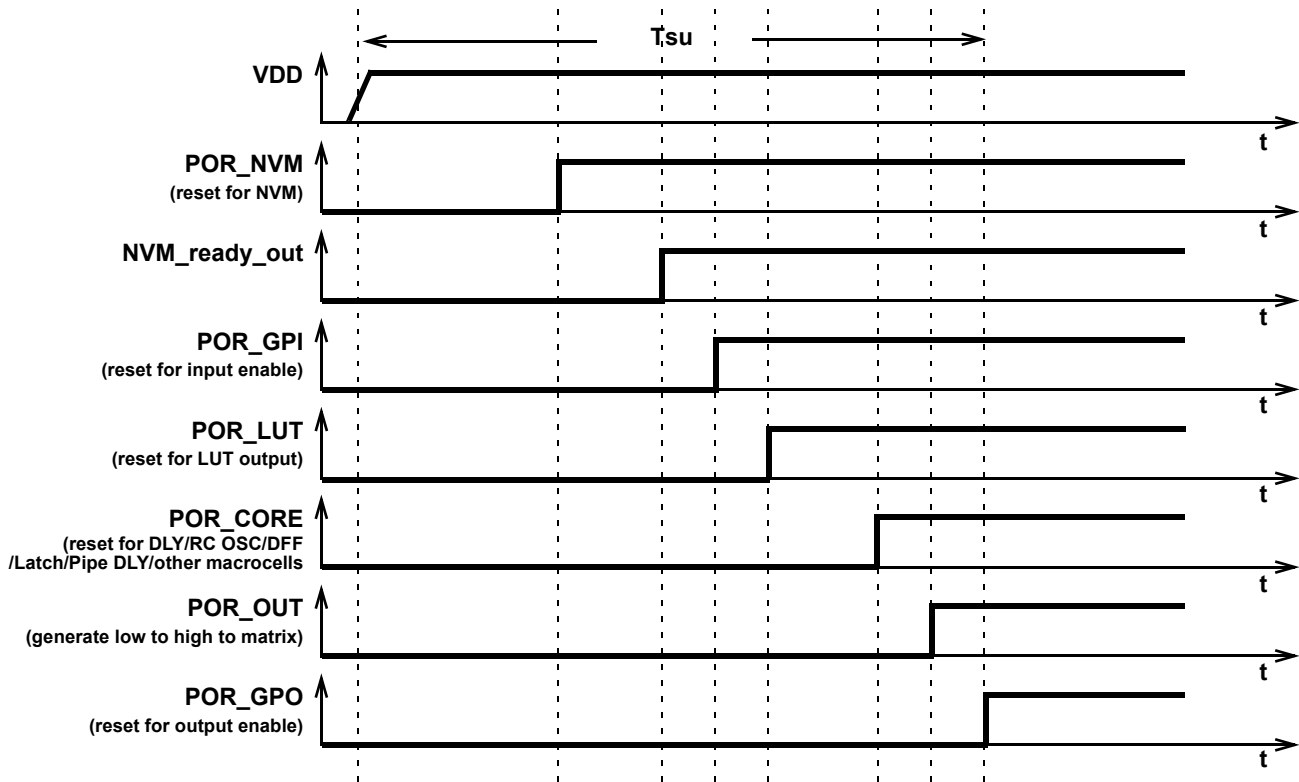 Tsu
VDD
t
POR_NVM
(reset for NVM)
t
NVM_ready_out
t
POR_GPI
(reset for input enable)
t
POR_LUT
(reset for LUT output)
t
POR_CORE
(reset for DLY/RC OSC/DFF
/Latch/Pipe DLY/other macrocells
t
POR_OUT
(generate low to high to matrix)
t
POR_GPO
(reset for output enable)
t